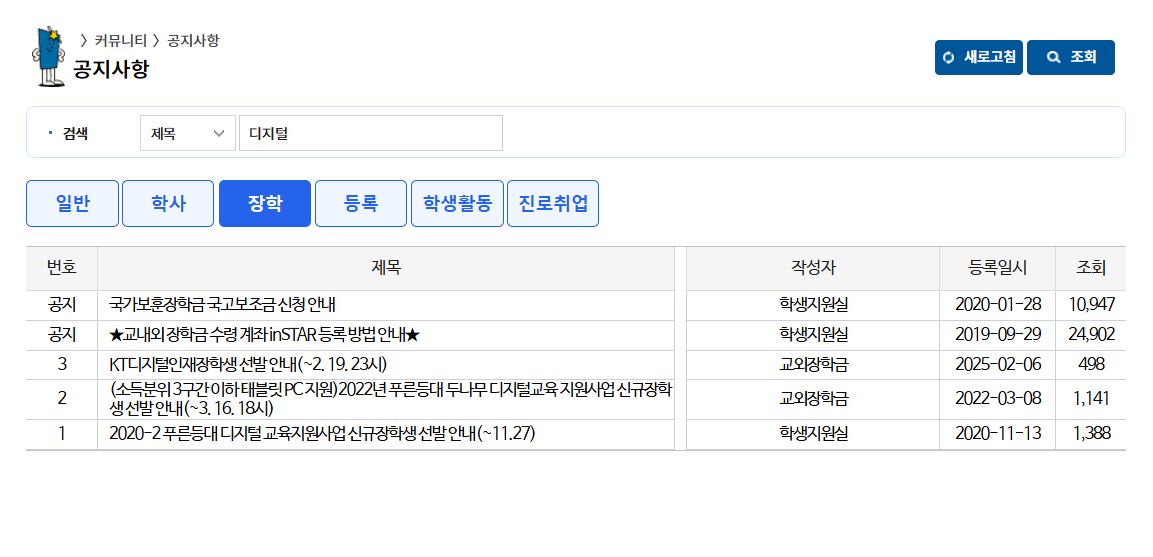 〉 커뮤니티 〉 공지사항
공지사항
새로고침 조회
· 검색 제목 디지털
일반 학사 장학 등록 학생활동 진로취업
번호 제목 작성자 등록일시 조회
공지 국가보훈장학금 국고보조금 신청 안내 학생지원실 2020-01-28 10,947
공지 ★교내외 장학금 수령 계좌 inSTAR 등록 방법 안내★ 학생지원실 2019-09-29 24,902
3 KT디지털인재장학생 선발 안내 (~2. 19. 23시) 교외장학금 2025-02-06 498
2 (소득분위 3구간 이하 태블릿 PC 지원) 2022년 푸른등대 두나무 디지털교육 지원사업 신규장학
생 선발 안내 (~3. 16. 18시) 교외장학금 2022-03-08 1,141
1 2020-2 푸른등대 디지털 교육지원사업 신규장학생 선발 안내 (~11.27) 학생지원실 2020-11-13 1,388